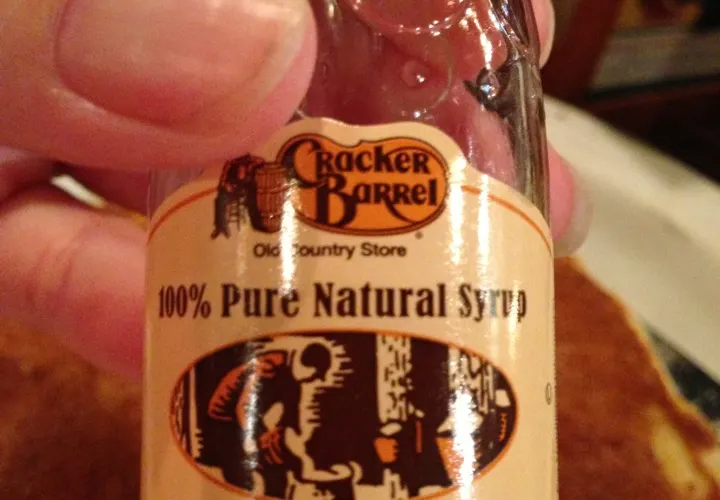 Cracker
Barrel
Old Country Store
100% Pure Natural Syrup